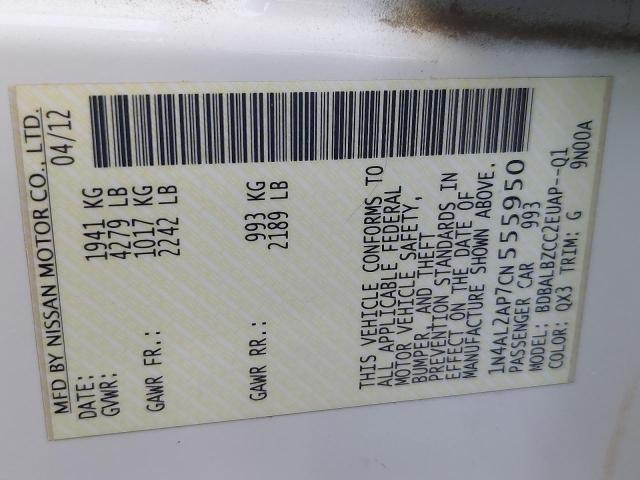 MFD BY NISSAN MOTOR CO., LTD.
DATE: 04/12
GVWR: 1941 KG
4279 LB
GAWR FR.: 1017 KG
2242 LB
GAWR RR.: 993 KG
2189 LB
THIS VEHICLE CONFORMS TO
ALL APPLICABLE FEDERAL
MOTOR VEHICLE SAFETY,
BUMPER, AND THEFT
PREVENTION STANDARDS IN
EFFECT ON THE DATE OF
MANUFACTURE SHOWN ABOVE.
1N4AL2AP7CN555950
PASSENGER CAR 993
MODEL: BDBALBZCC2EUAP--Q1
COLOR: QX3 TRIM: G 9N00A